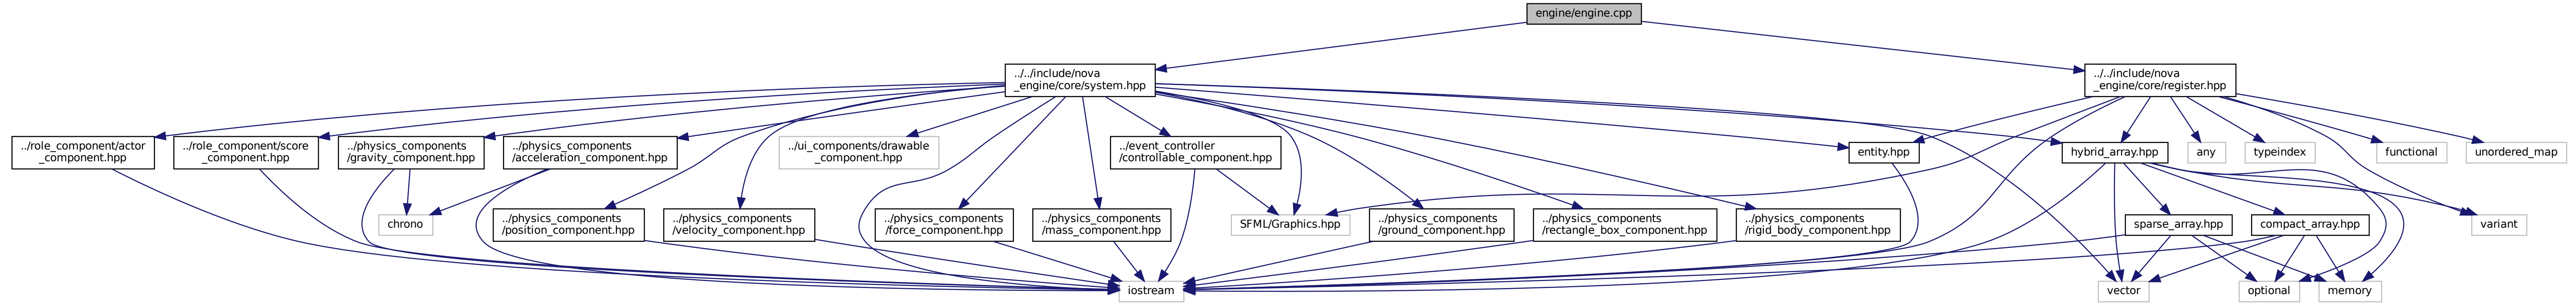 engine/engine.cpp
../../include/nova
_engine/core/system.hpp
../../include/nova
_engine/core/register.hpp
../role_component/actor
_component.hpp
../role_component/score
_component.hpp
../physics_components
/gravity_component.hpp
../physics_components
/acceleration_component.hpp
../ui_components/drawable
_component.hpp
../event_controller
/controllable_component.hpp
entity.hpp
hybrid_array.hpp
any
typeindex
functional
unordered_map
chrono
../physics_components
/position_component.hpp
../physics_components
/velocity_component.hpp
../physics_components
/force_component.hpp
../physics_components
/mass_component.hpp
SFML/Graphics.hpp
../physics_components
/ground_component.hpp
../physics_components
/rectangle_box_component.hpp
../physics_components
/rigid_body_component.hpp
sparse_array.hpp
compact_array.hpp
variant
iostream
vector
optional
memory